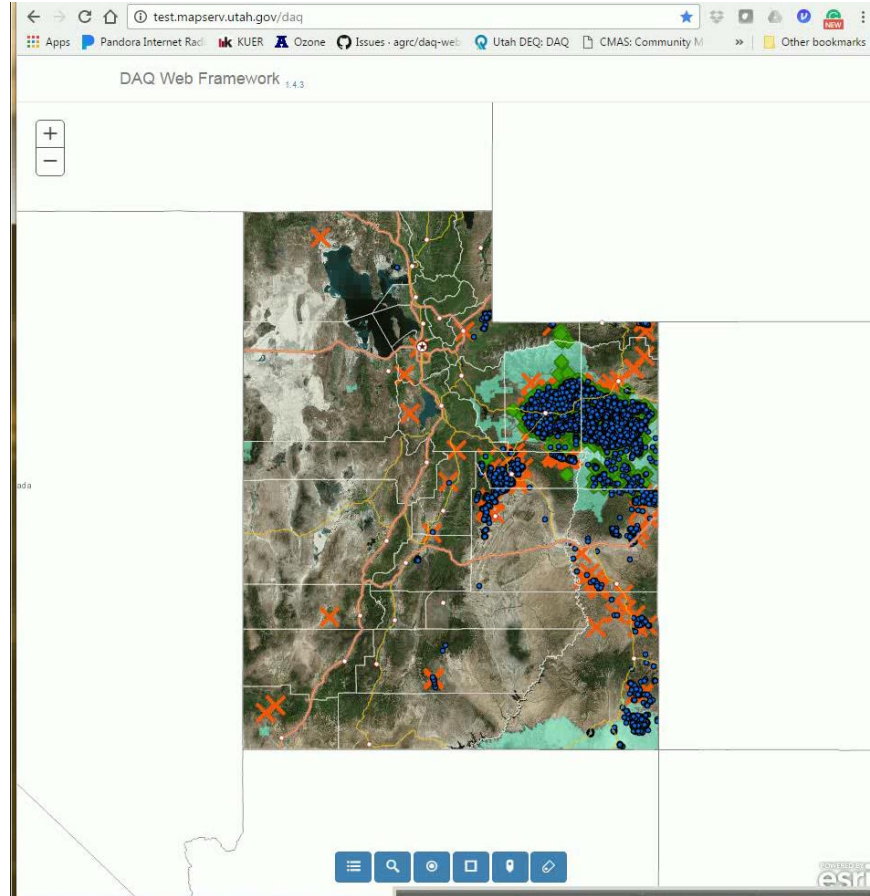 test.mapserv.utah.gov/daq
NEW
Apps Pandora Internet Rad KUER Ozone Issues · agrc/daq-web Utah DEQ: DAQ CMAS: Community M » Other bookmarks
DAQ Web Framework 1.4.3
+
−
ada
POWERED BY
esri